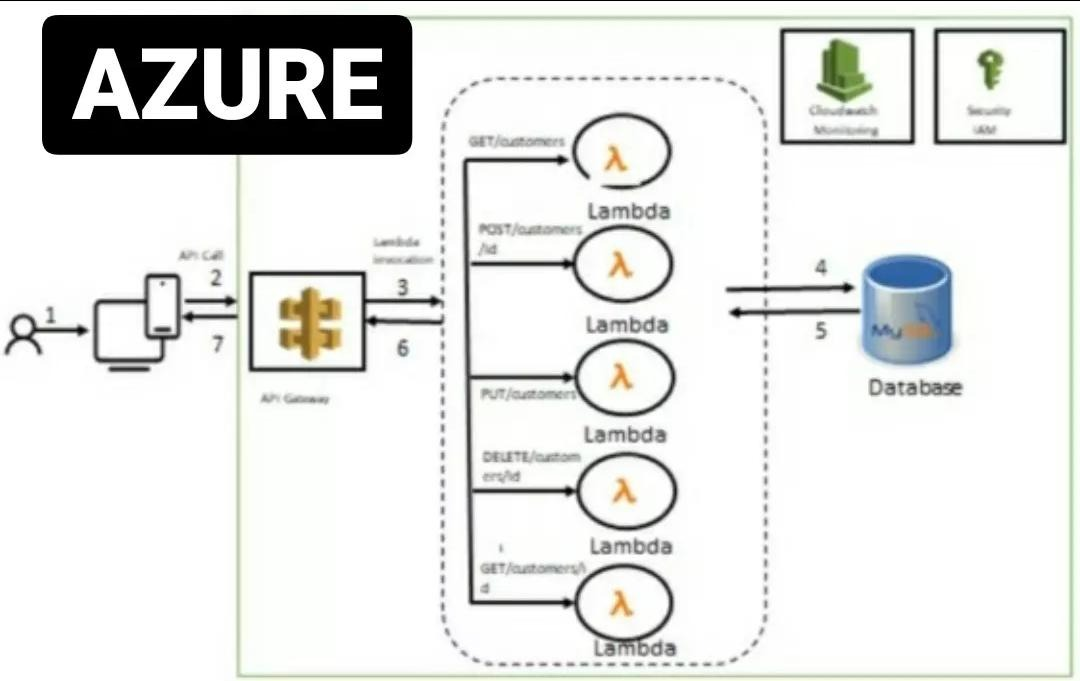 AZURE
Cloudwatch
Monitoring
Security
IAM
GET/customers
Lambda
POST/customers
/id
Lambda
API Call
2
Lambda
Invocation
3
1
7
6
API Gateway
4
5
MySQL
Database
PUT/customers
Lambda
DELETE/custom
ers/id
Lambda
GET/customers/i
d
Lambda